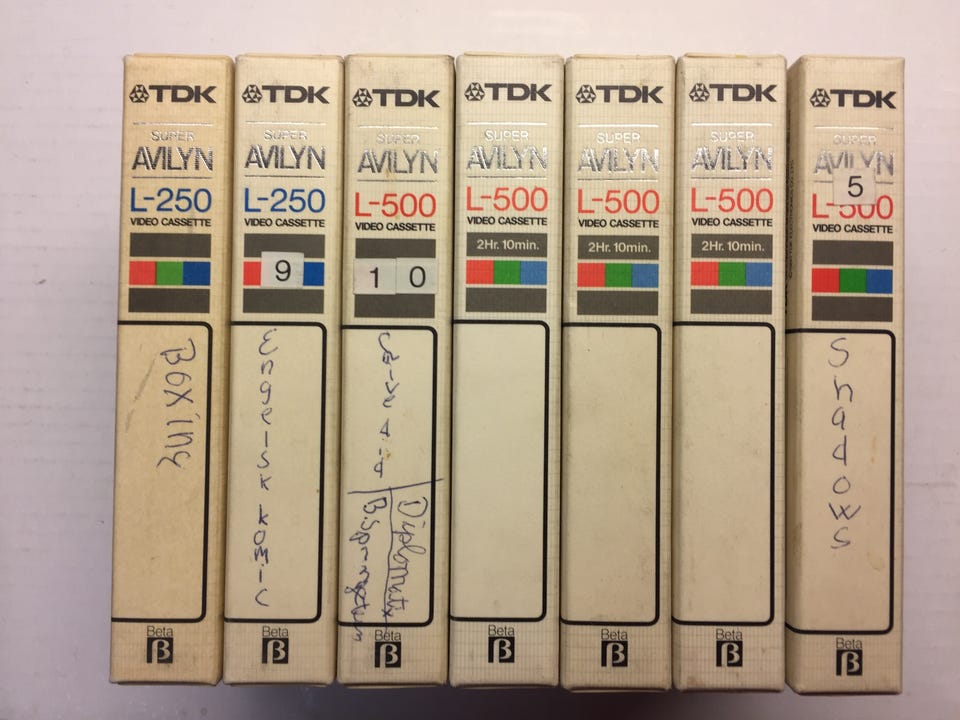 TDK
SUPER
AVILYN
L-250
VIDEO CASSETTE
Boxing
Beta
β
TDK
SUPER
AVILYN
L-250
VIDEO CASSETTE
9
Engelsk komic
Beta
β
TDK
SUPER
AVILYN
L-500
VIDEO CASSETTE
1 0
Diplomatix
Beta
β
TDK
SUPER
AVILYN
L-500
VIDEO CASSETTE
2Hr. 10min.
Beta
β
TDK
SUPER
AVILYN
L-500
VIDEO CASSETTE
2Hr. 10min.
Beta
β
TDK
SUPER
AVILYN
L-500
VIDEO CASSETTE
2Hr. 10min.
Beta
β
TDK
SUPER
AVILYN
5
L-500
VIDEO CASSETTE
Shadows
Beta
β